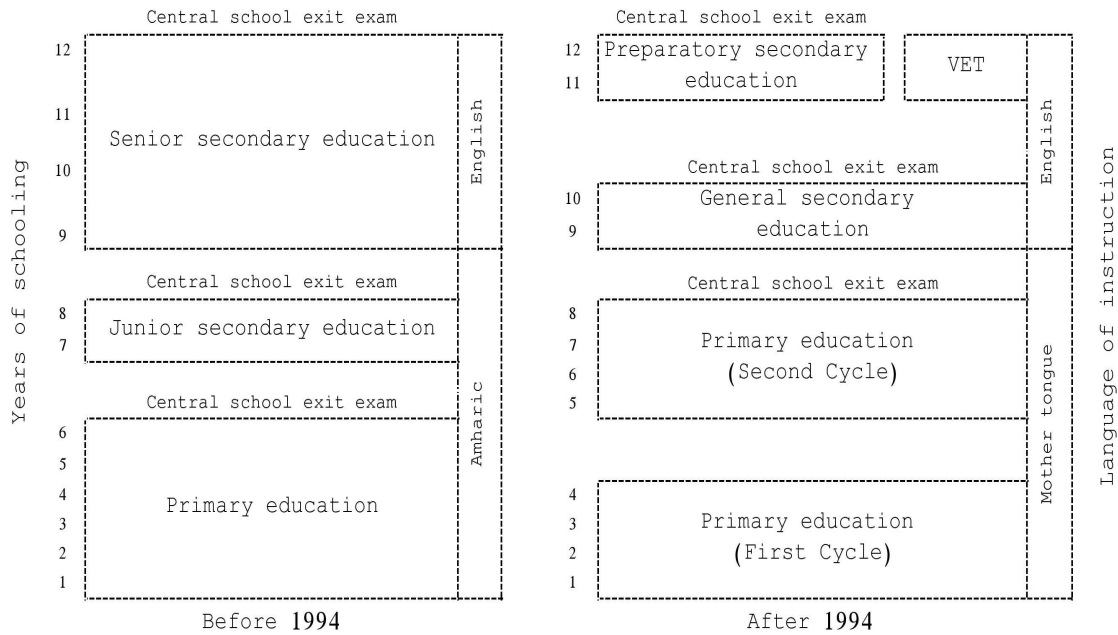 Years of schooling
Central school exit exam
12
11
Senior secondary education
10
9
English
Central school exit exam
8
Junior secondary education
7
Central school exit exam
6
5
4
Primary education
3
2
1
Amharic
Before 1994
Central school exit exam
12
Preparatory secondary
11
education
VET
English
Central school exit exam
10
General secondary
9
education
Central school exit exam
8
7
Primary education
6
(Second Cycle)
5
4
3
Primary education
2
(First Cycle)
1
Mother tongue
After 1994
Language of instruction